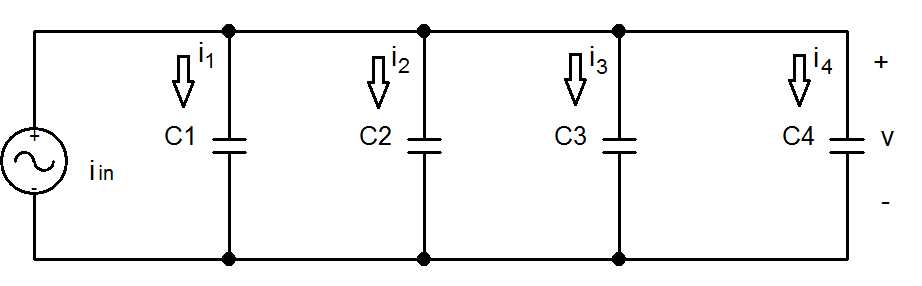 i1
i2
i3
i4
+
C1
C2
C3
C4
v
+
-
i in
-